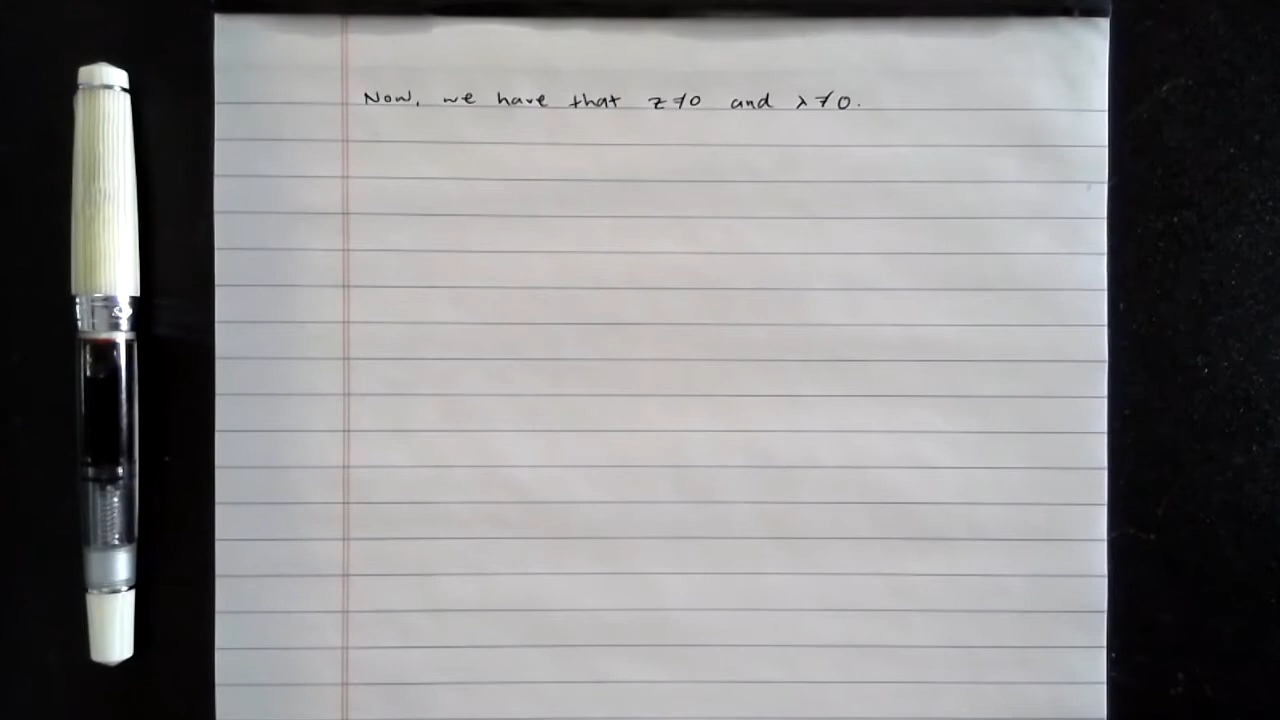 Now, we have that z≠0 and λ≠0.